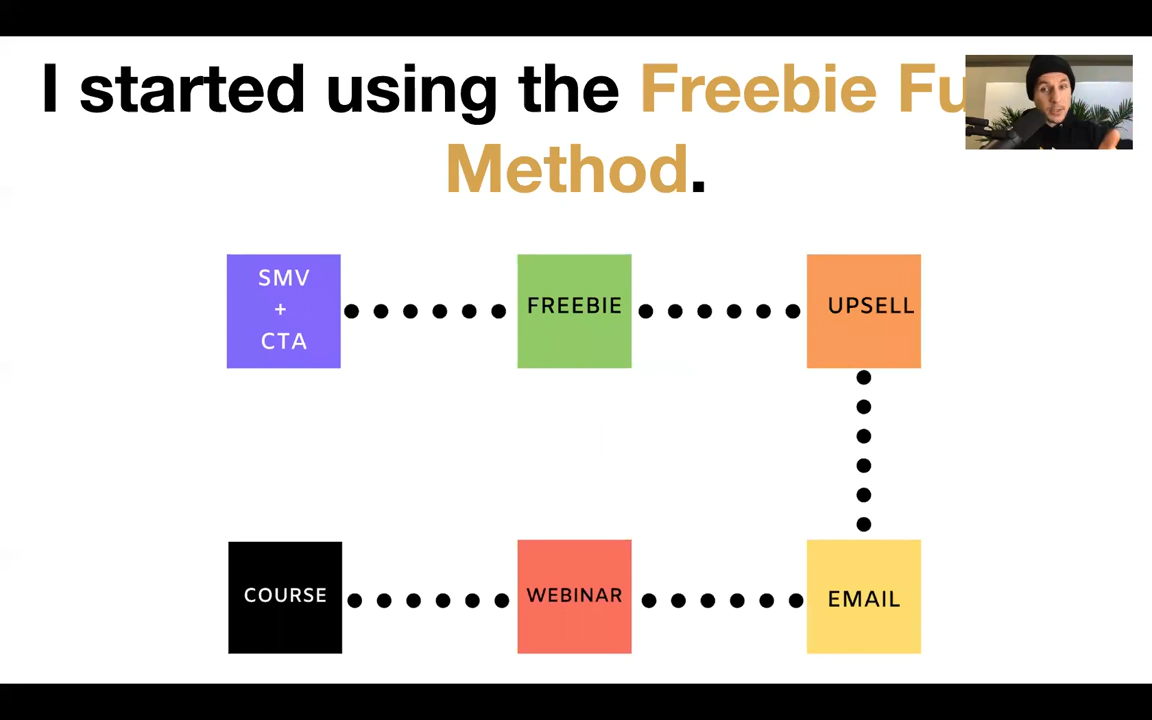 I started using the Freebie Fu
Method.
SMV
+
CTA
FREEBIE
UPSELL
COURSE
WEBINAR
EMAIL